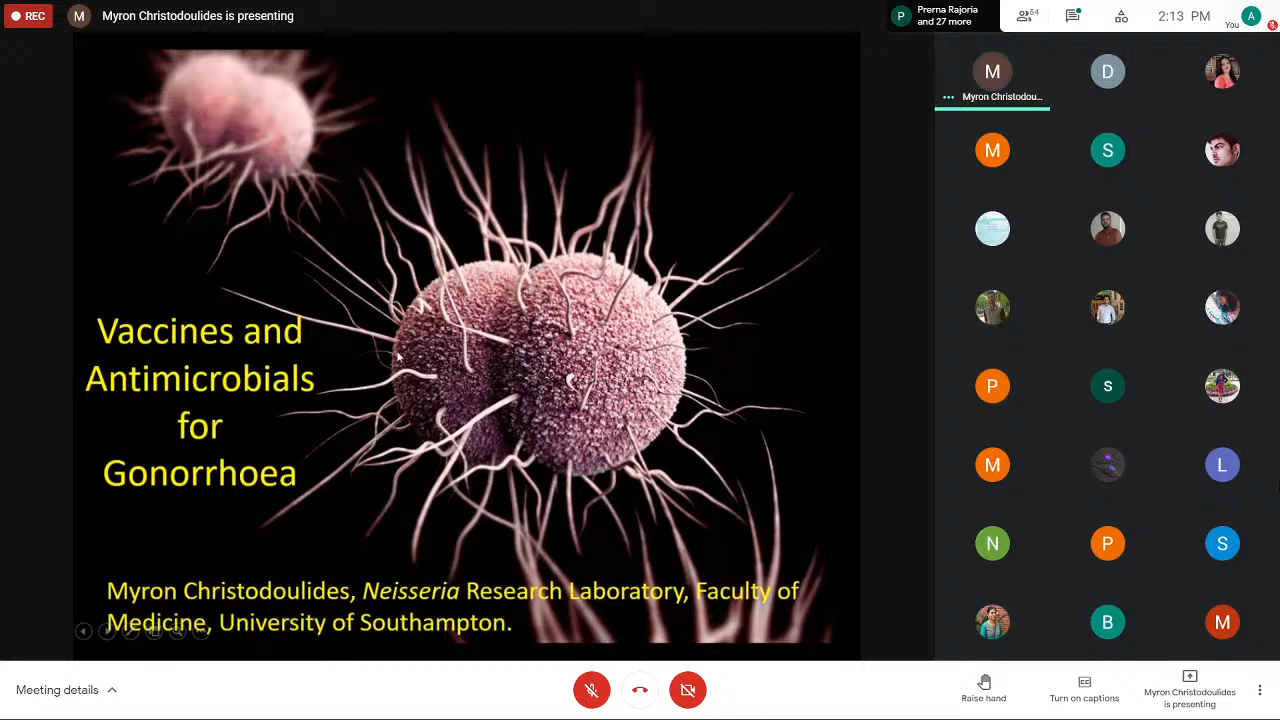 REC
M
Myron Christodoulides is presenting
P
Prerna Rajoria
and 27 more
54
2:13 PM
You
A
M
D
Myron Christodou...
M
S
P
s
M
L
N
P
S
B
M
Vaccines and
Antimicrobials
for
Gonorrhoea
Myron Christodoulides, Neisseria Research Laboratory, Faculty of
Medicine, University of Southampton.
Meeting details
Raise hand
CC
Turn on captions
Myron Christodoulides
is presenting